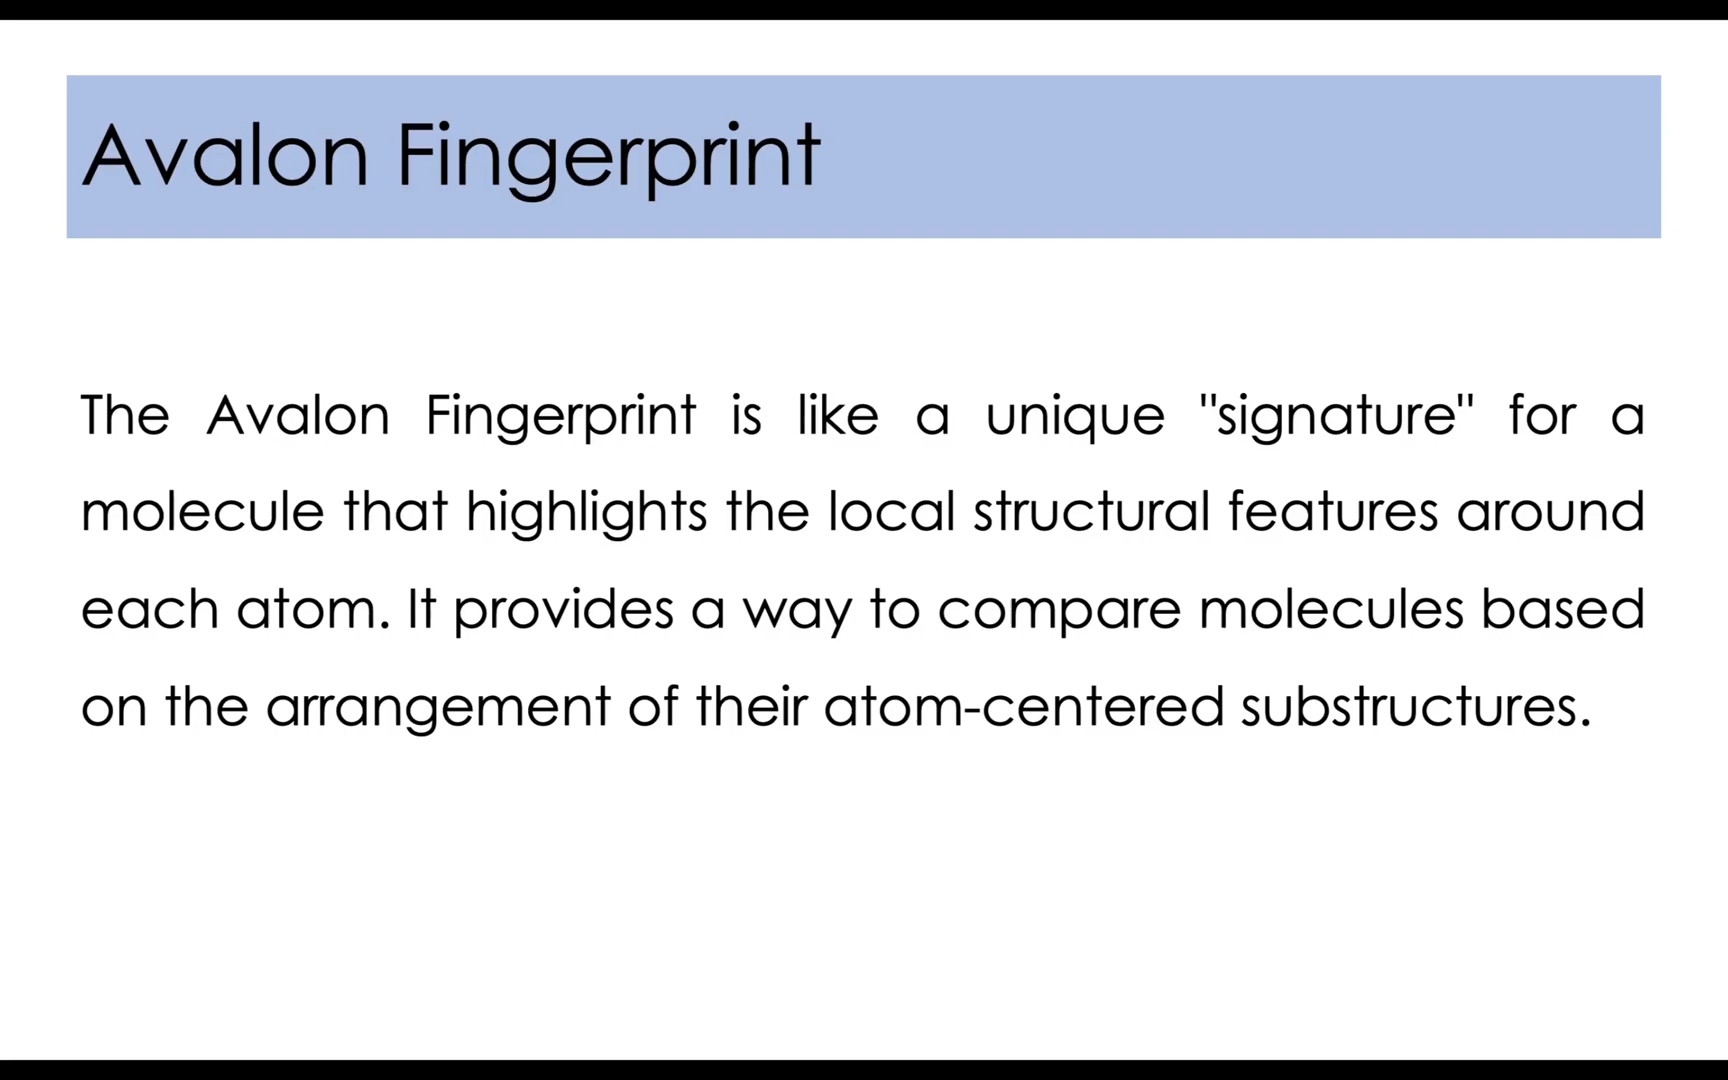 Avalon Fingerprint
The Avalon Fingerprint is like a unique "signature" for a
molecule that highlights the local structural features around
each atom. It provides a way to compare molecules based
on the arrangement of their atom-centered substructures.